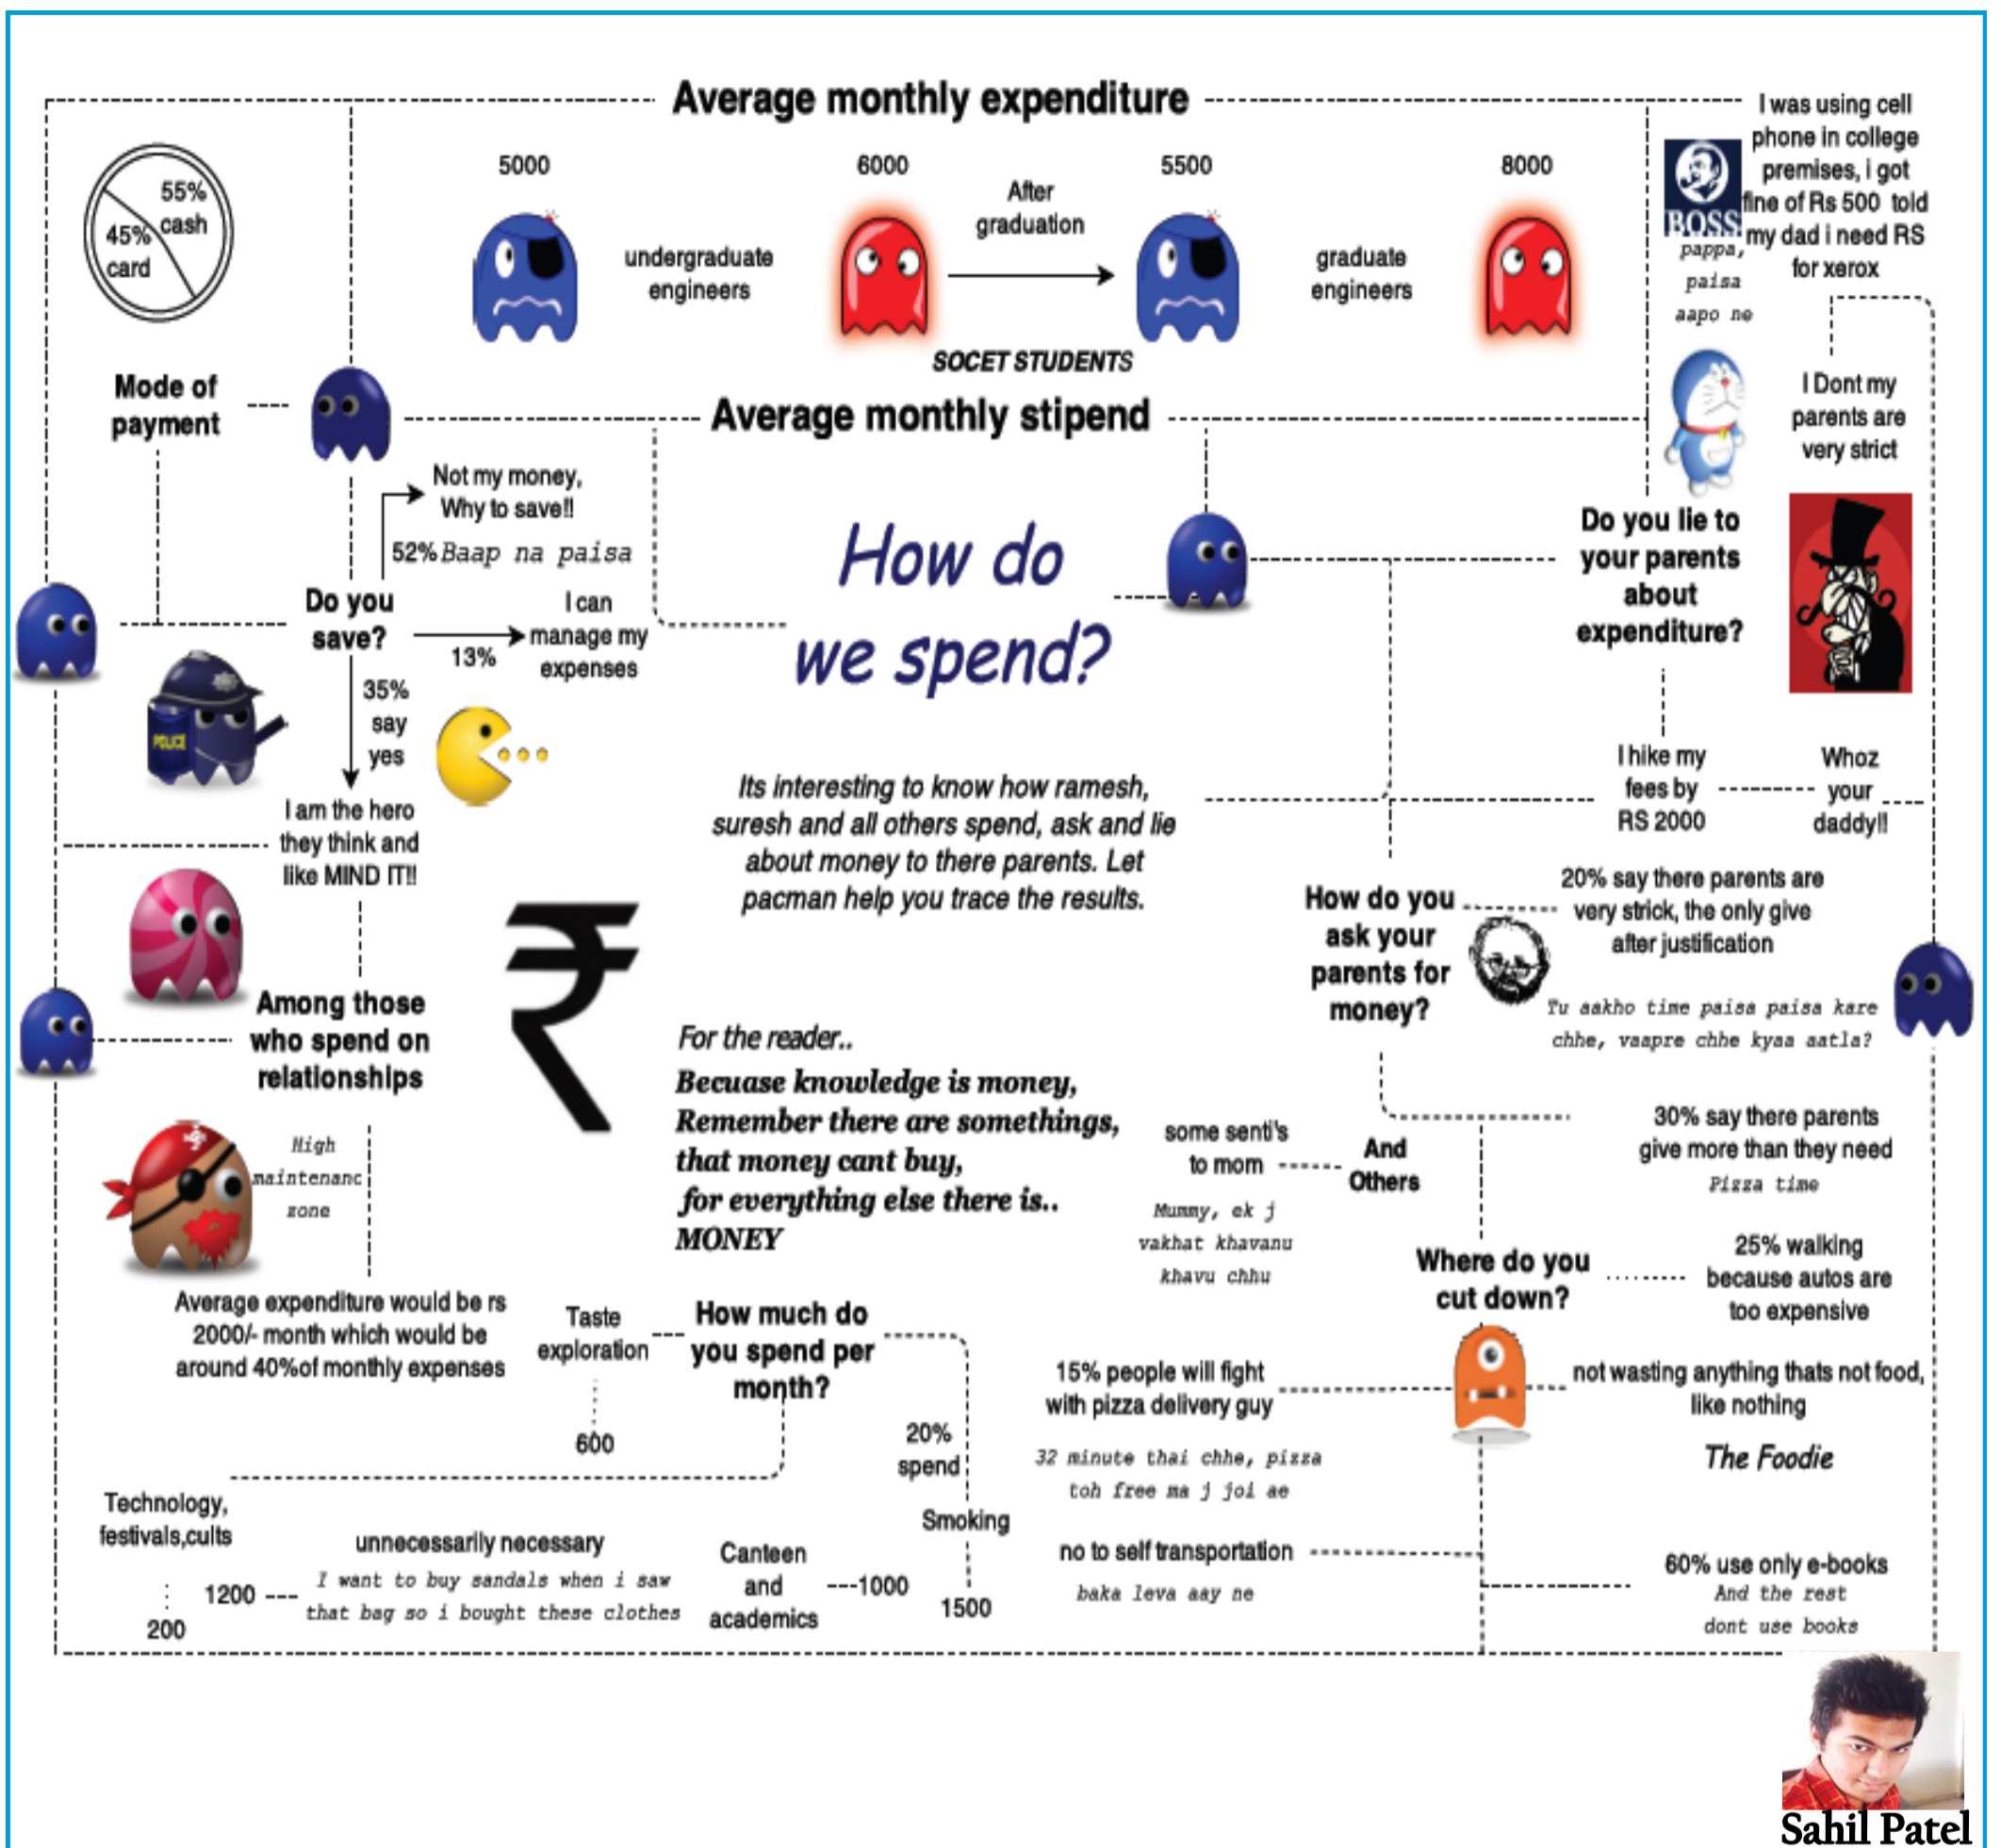 Average monthly expenditure
55%
cash
45%
card
5000
6000
After
graduation
5500
8000
undergraduate
engineers
graduate
engineers
SOCET STUDENTS
BOSS
pappa,
paisa
aapo ne
I was using cell
phone in college
premises, i got
fine of Rs 500 told
my dad i need RS
for xerox
Mode of
payment
Average monthly stipend
I Dont my
parents are
very strict
Not my money,
Why to save!!
52% Baap na paisa
Do you
save?
13%
I can
manage my
expenses
35%
say
yes
POLICE
How do
we spend?
Do you lie to
your parents
about
expenditure?
I am the hero
they think and
like MIND IT!!
Its interesting to know how ramesh,
suresh and all others spend, ask and lie
about money to there parents. Let
pacman help you trace the results.
I hike my
fees by
RS 2000
Whoz
your
daddy!!
How do you
ask your
parents for
money?
20% say there parents are
very strick, the only give
after justification
Tu aakho time paisa paisa kare
chhe, vaapre chhe kyaa aatla?
Among those
who spend on
relationships
₹
For the reader..
Becuase knowledge is money,
Remember there are somethings,
that money cant buy,
for everything else there is..
MONEY
High
maintenanc
zone
some senti's
to mom
And
Others
Mummy, ek j
vakhat khavanu
khavu chhu
30% say there parents
give more than they need
Pizza time
Where do you
cut down?
25% walking
because autos are
too expensive
Average expenditure would be rs
2000/- month which would be
around 40%of monthly expenses
Taste
exploration
600
How much do
you spend per
month?
15% people will fight
with pizza delivery guy
32 minute thai chhe, pizza
toh free ma j joi ae
not wasting anything thats not food,
like nothing
The Foodie
20%
spend
Smoking
1500
Technology,
festivals,cults
200
unnecessarily necessary
1200
I want to buy sandals when i saw
that bag so i bought these clothes
Canteen
and
academics
1000
no to self transportation
baka leva aay ne
60% use only e-books
And the rest
dont use books
Sahil Patel